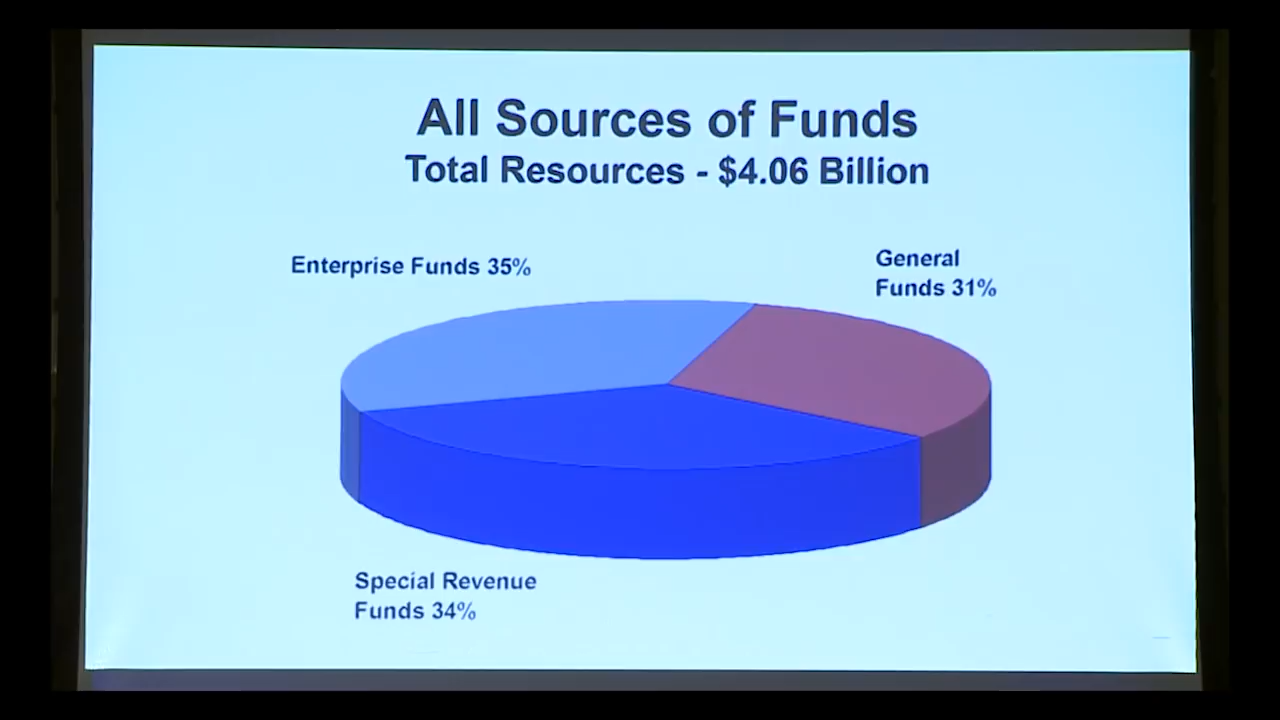 All Sources of Funds
Total Resources - $4.06 Billion
Enterprise Funds 35%
General
Funds 31%
Special Revenue
Funds 34%